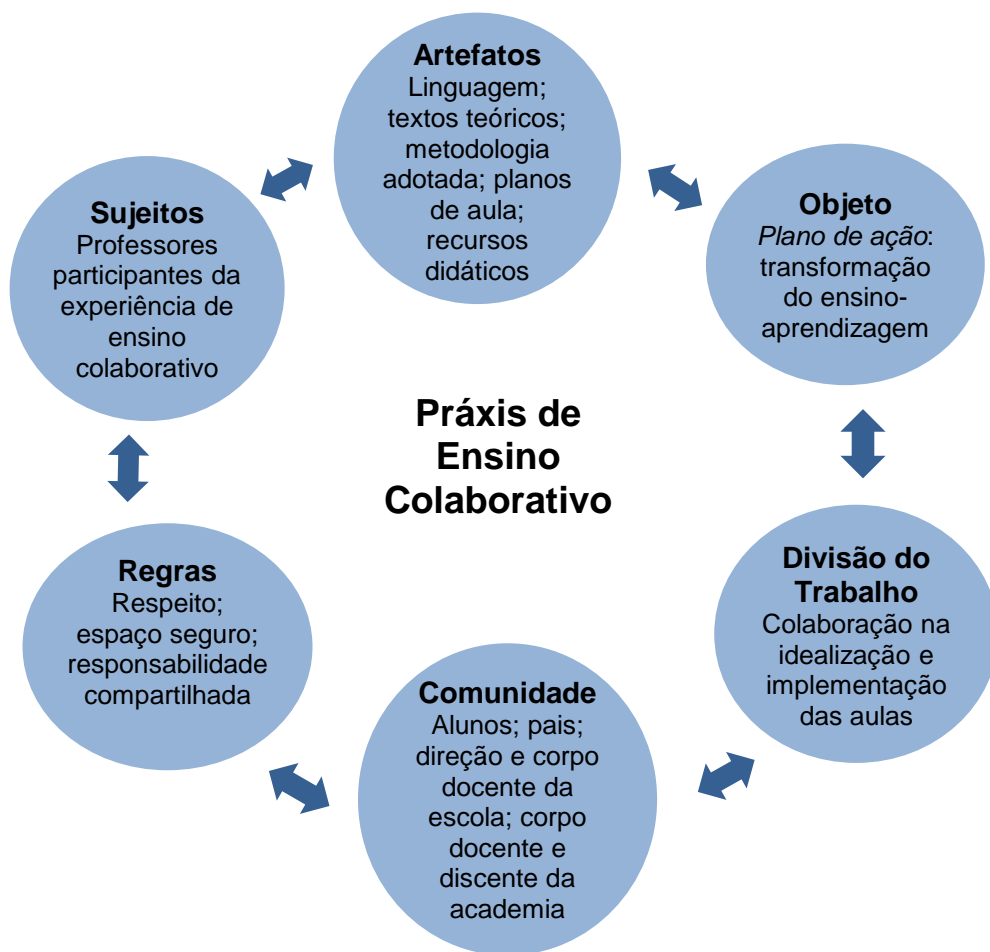 Artefatos
Linguagem;
textos teóricos;
metodologia
adotada; planos
de aula;
recursos
didáticos
Objeto
Plano de ação:
transformação
do ensino-
aprendizagem
Divisão do
Trabalho
Colaboração na
idealização e
implementação
das aulas
Comunidade
Alunos; pais;
direção e corpo
docente da
escola; corpo
docente e
discente da
academia
Regras
Respeito;
espaço seguro;
responsabilidade
compartilhada
Sujeitos
Professores
participantes da
experiência de
ensino
colaborativo
Práxis de
Ensino
Colaborativo